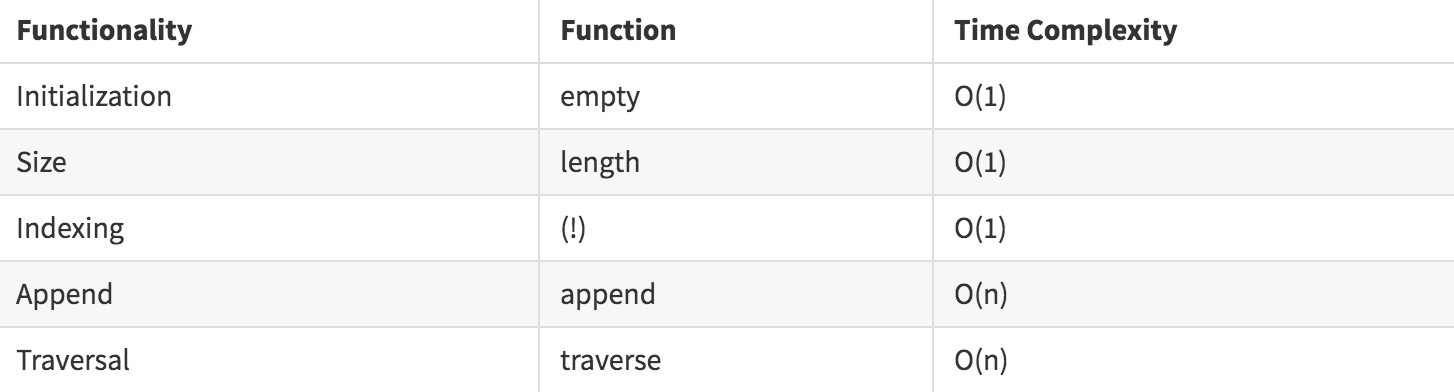 Functionality Function Time Complexity
Initialization empty O(1)
Size length O(1)
Indexing (!) O(1)
Append append O(n)
Traversal traverse O(n)